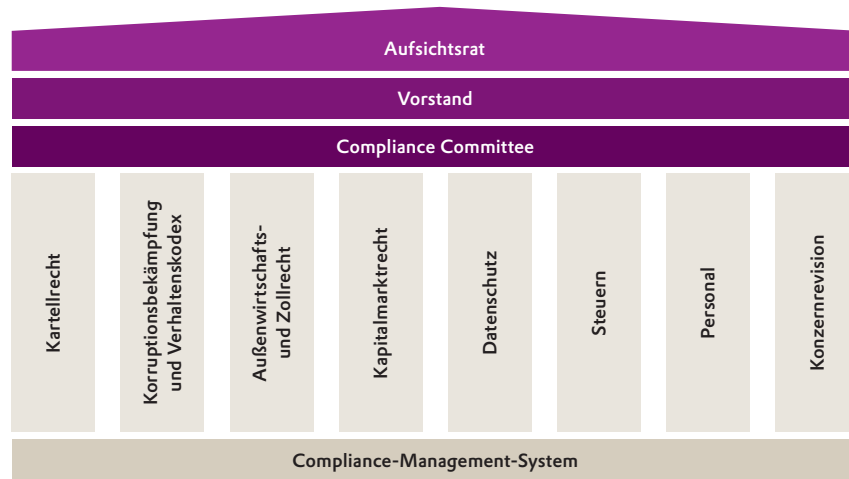 Aufsichtsrat
Vorstand
Compliance Committee
Kartellrecht
Korruptionsbekämpfung
und Verhaltenskodex
Außenwirtschafts-
und Zollrecht
Kapitalmarktrecht
Datenschutz
Steuern
Personal
Konzernrevision
Compliance-Management-System